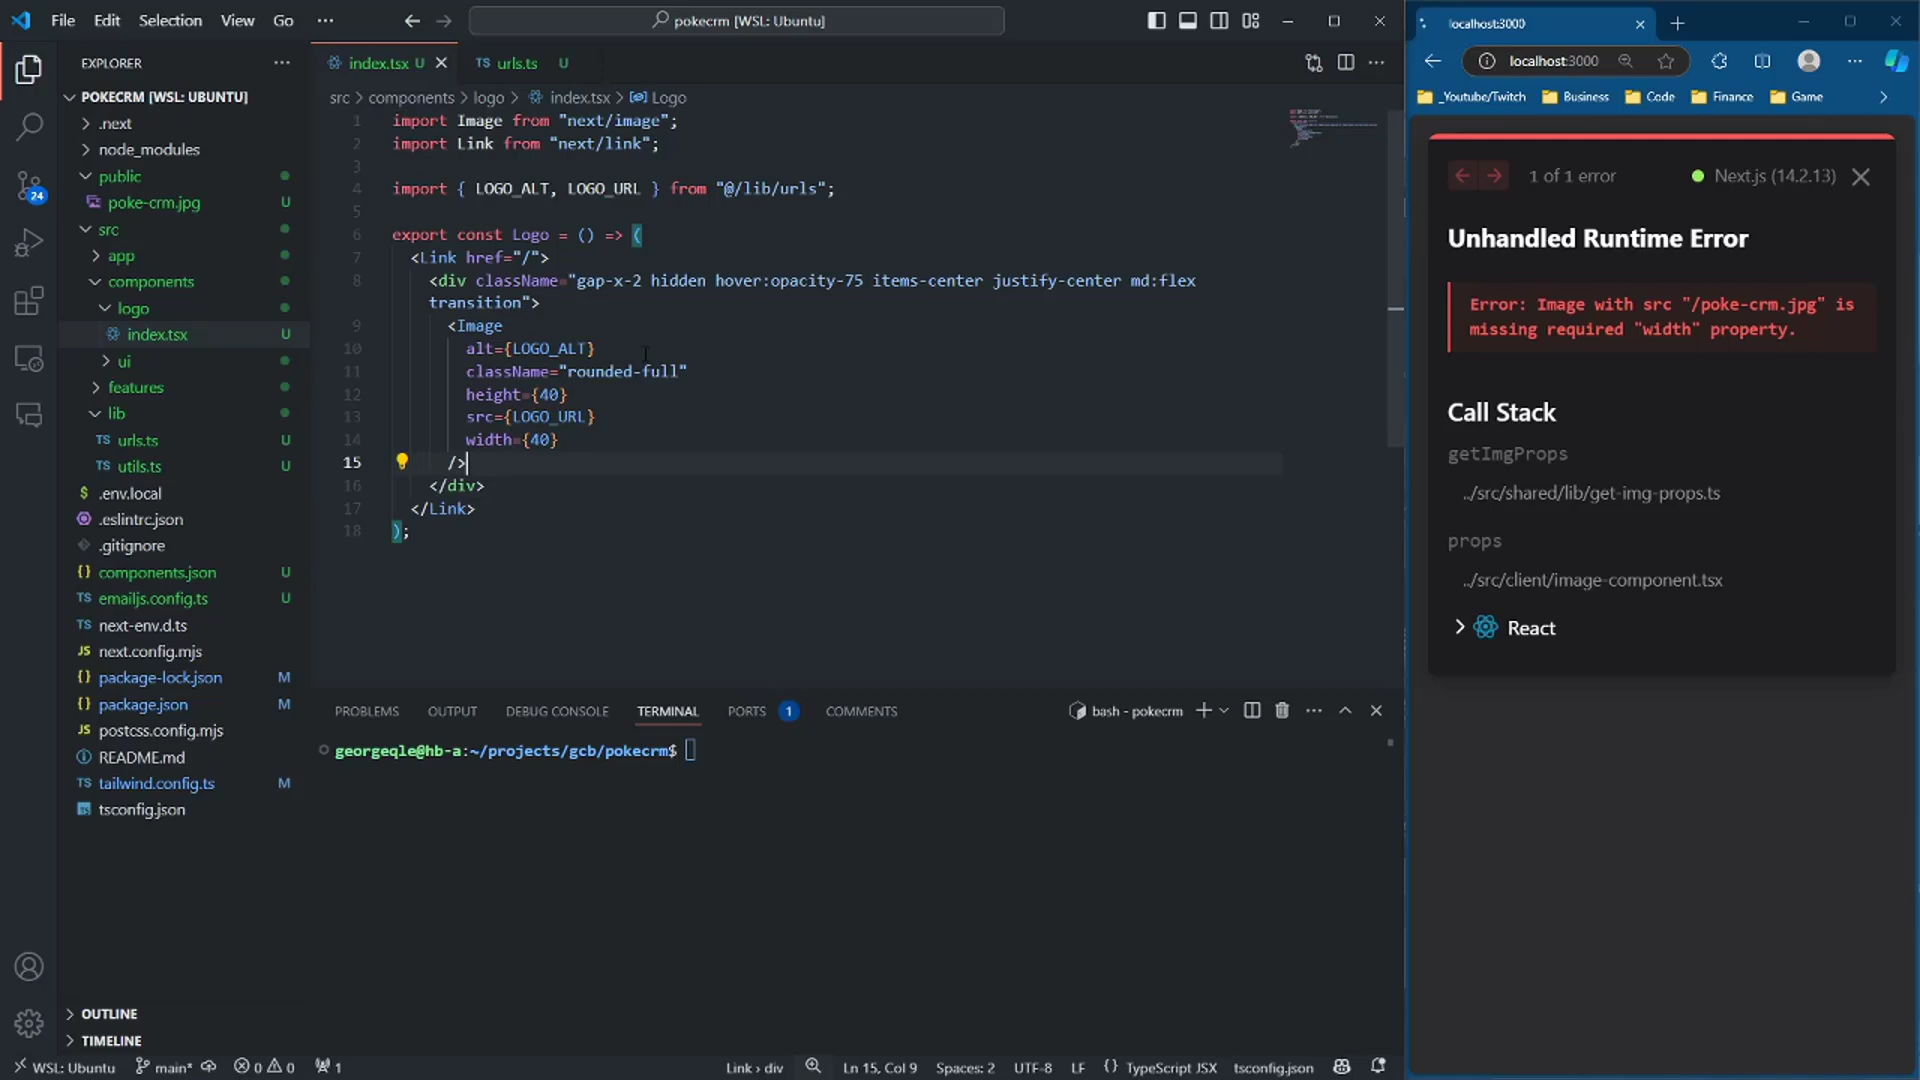 File Edit Selection View Go ···
pokecrm [WSL: Ubuntu]
EXPLORER
POKECRM [WSL: UBUNTU]
.next
node_modules
public
poke-crm.jpg U
src
app
components
logo
index.tsx U
ui
features
lib
TS urls.ts U
TS utils.ts U
$ .env.local
.eslintrc.json
.gitignore
{} components.json U
TS emailjs.config.ts U
TS next-env.d.ts
JS next.config.mjs
{} package-lock.json M
{} package.json M
JS postcss.config.mjs
README.md
TS tailwind.config.ts M
tsconfig.json
OUTLINE
TIMELINE
24
index.tsx U
TS urls.ts U
src > components > logo > index.tsx > Logo
1 import Image from "next/image";
2 import Link from "next/link";
3
4 import { LOGO_ALT, LOGO_URL } from "@/lib/urls";
5
6 export const Logo = () => (
7 <Link href="/">
8 <div className="gap-x-2 hidden hover:opacity-75 items-center justify-center md:flex
transition">
9 <Image
10 alt={LOGO_ALT}
11 className="rounded-full"
12 height={40}
13 src={LOGO_URL}
14 width={40}
15 />
16 </div>
17 </Link>
18 );
PROBLEMS OUTPUT DEBUG CONSOLE TERMINAL PORTS 1 COMMENTS
bash - pokecrm
georgeqle@hb-a:~/projects/gcb/pokecrm$
WSL: Ubuntu main* 0 0 1 Link > div Ln 15, Col 9 Spaces: 2 UTF-8 LF {} TypeScript JSX tsconfig.json
localhost:3000
localhost:3000
_Youtube/Twitch Business Code Finance Game
1 of 1 error Next.js (14.2.13)
Unhandled Runtime Error
Error: Image with src "/poke-crm.jpg" is
missing required "width" property.
Call Stack
getImgProps
../src/shared/lib/get-img-props.ts
props
../src/client/image-component.tsx
React